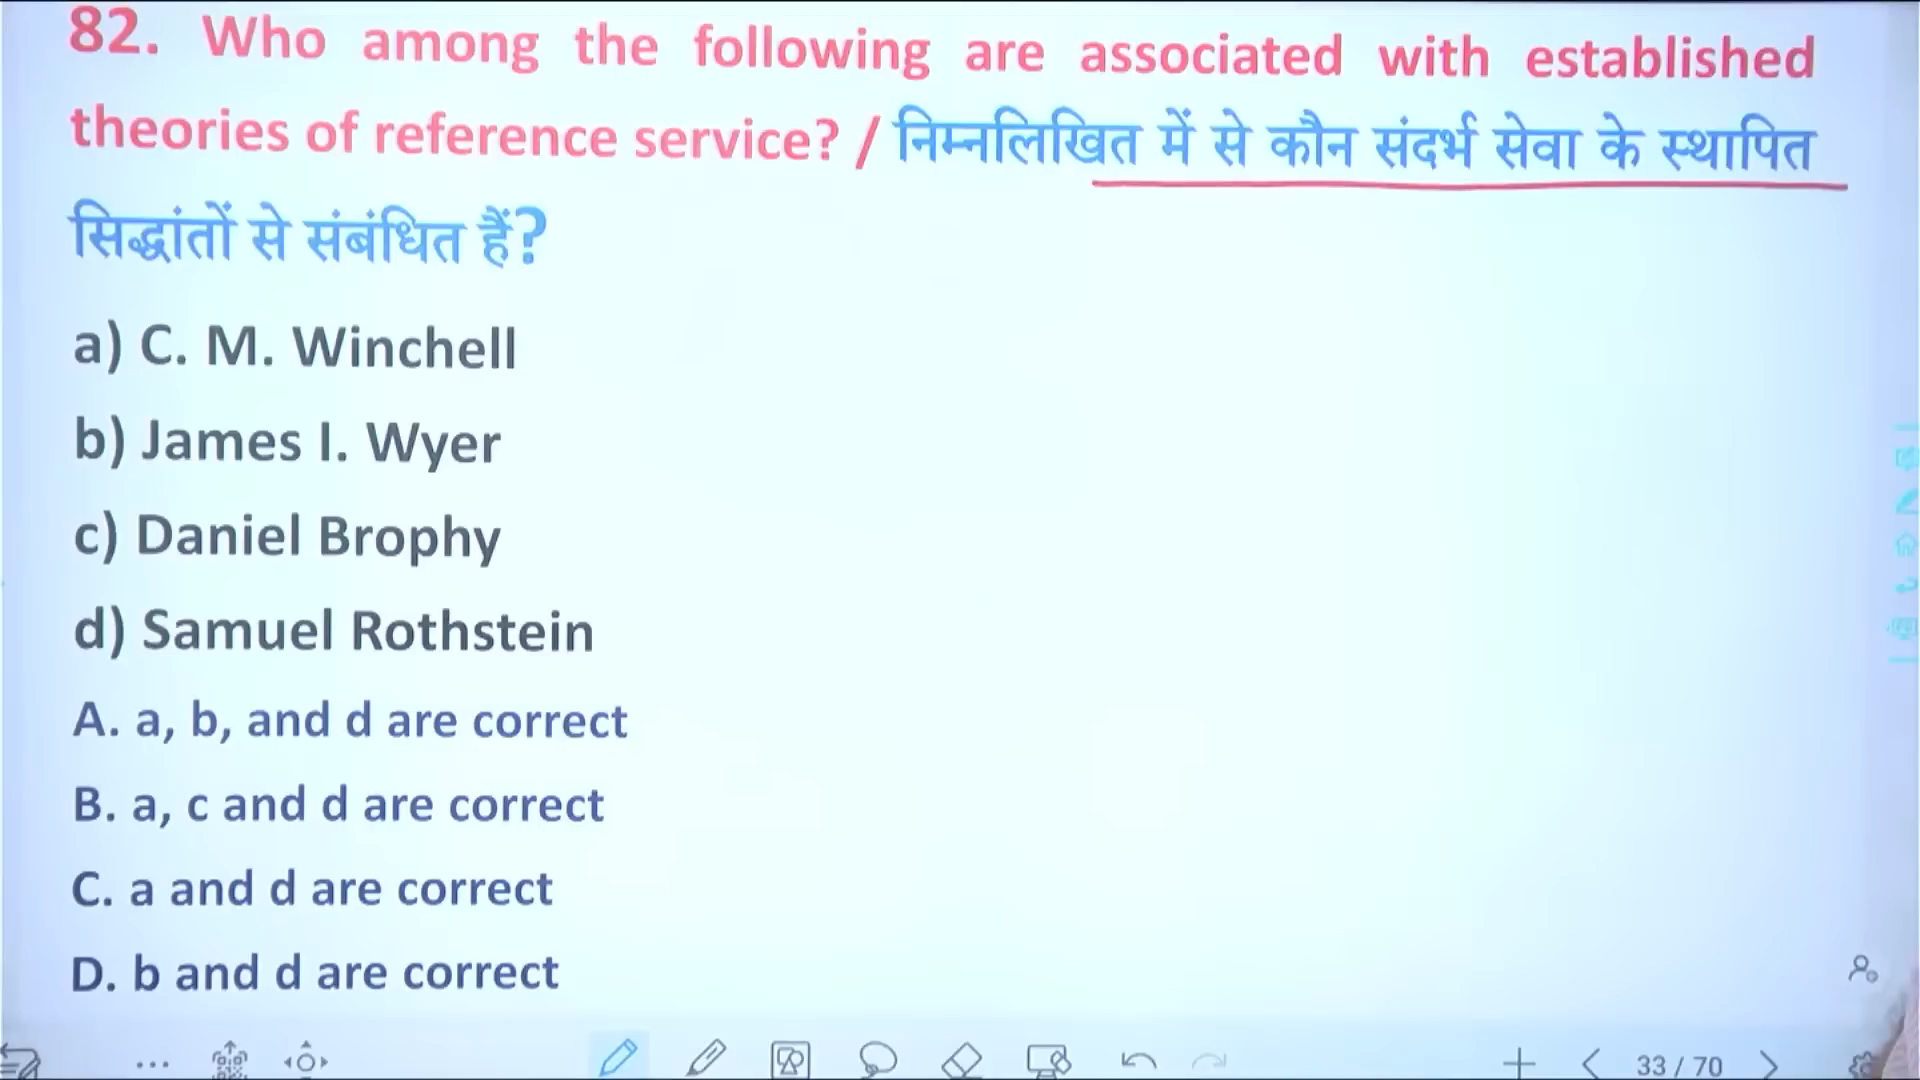 82. Who among the following are associated with established
theories of reference service? / निम्नलिखित में से कौन संदर्भ सेवा के स्थापित
सिद्धांतों से संबंधित हैं?
a) C. M. Winchell
b) James I. Wyer
c) Daniel Brophy
d) Samuel Rothstein
A. a, b, and d are correct
B. a, c and d are correct
C. a and d are correct
D. b and d are correct
33 / 70